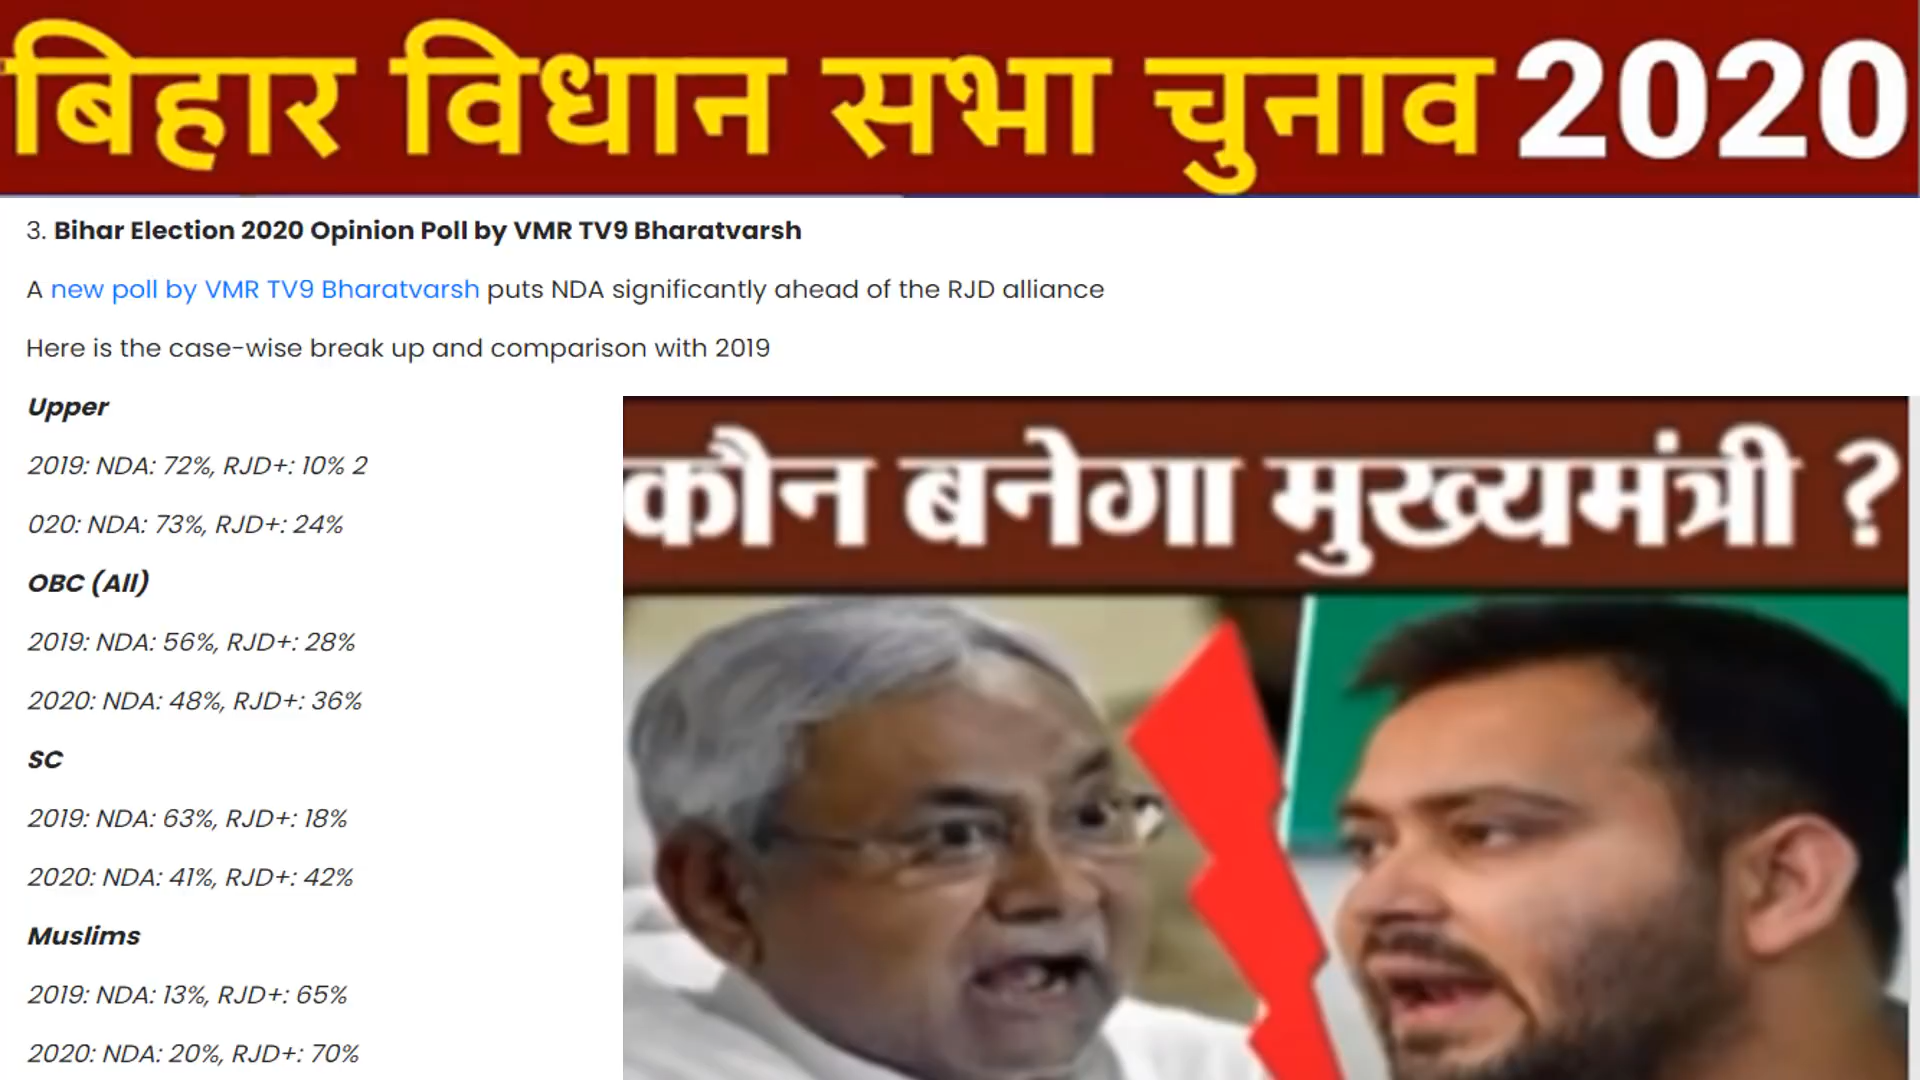 बिहार विधान सभा चुनाव 2020
3. Bihar Election 2020 Opinion Poll by VMR TV9 Bharatvarsh
A new poll by VMR TV9 Bharatvarsh puts NDA significantly ahead of the RJD alliance
Here is the case-wise break up and comparison with 2019
Upper
2019: NDA: 72%, RJD+: 10% 2
020: NDA: 73%, RJD+: 24%
OBC (All)
2019: NDA: 56%, RJD+: 28%
2020: NDA: 48%, RJD+: 36%
SC
2019: NDA: 63%, RJD+: 18%
2020: NDA: 41%, RJD+: 42%
Muslims
2019: NDA: 13%, RJD+: 65%
2020: NDA: 20%, RJD+: 70%
कौन बनेगा मुख्यमंत्री ?